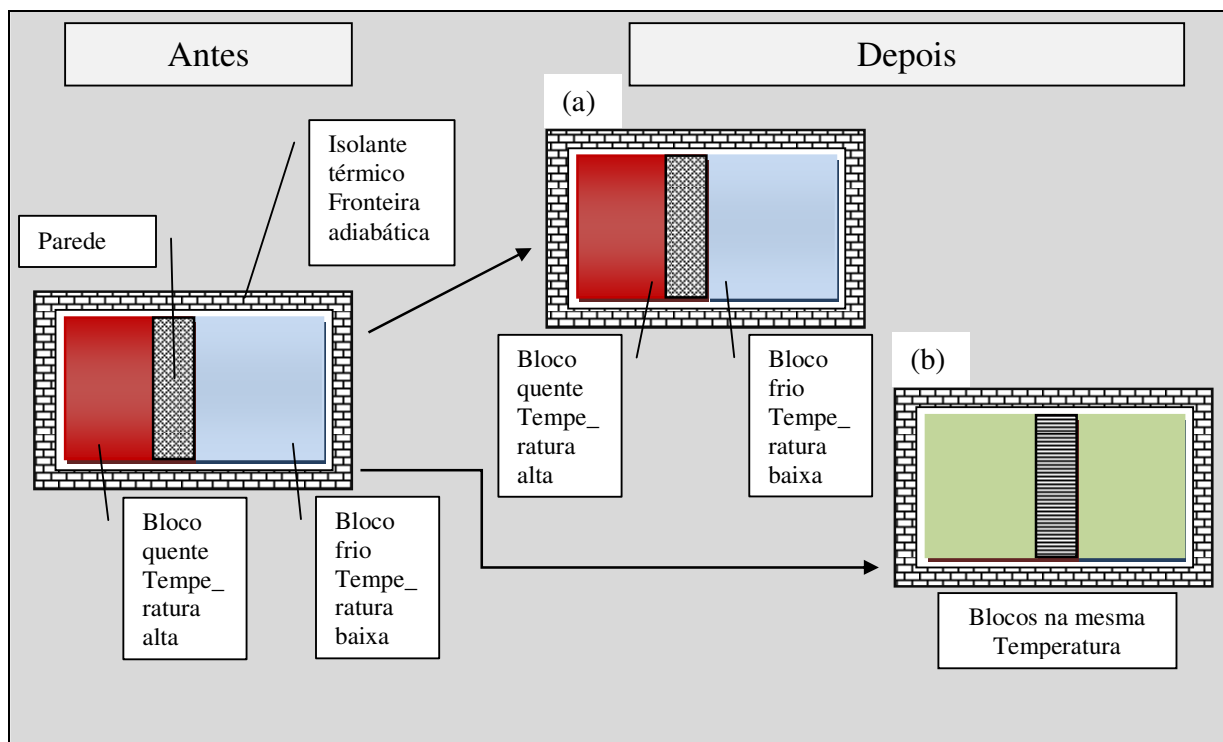 Antes
Depois
(a)
Isolante
térmico
Fronteira
adiabática
Parede
Bloco
quente
Tempe_
ratura
alta
Bloco
frio
Tempe_
ratura
baixa
Bloco
quente
Tempe_
ratura
alta
Bloco
frio
Tempe_
ratura
baixa
(b)
Blocos na mesma
Temperatura